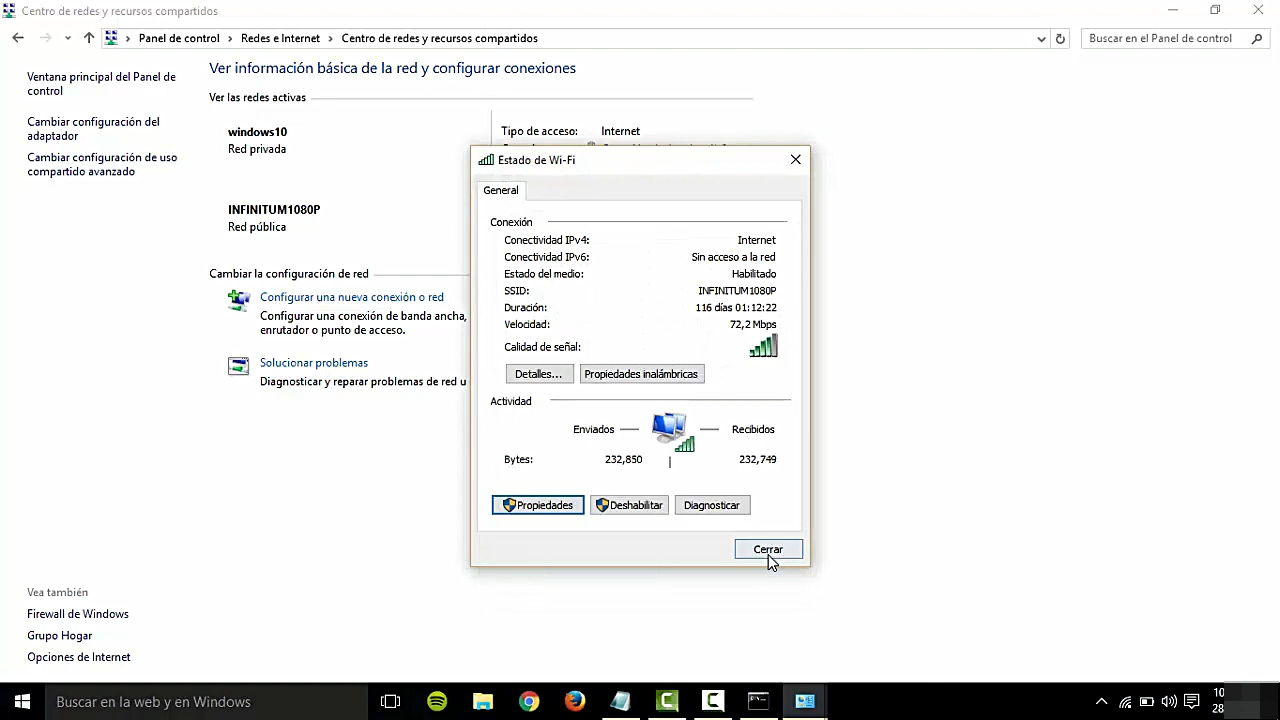 Centro de redes y recursos compartidos
Panel de control
Redes e Internet
Centro de redes y recursos compartidos
Buscar en el Panel de control
Ventana principal del Panel de
control
Cambiar configuración del
adaptador
Cambiar configuración de uso
compartido avanzado
Ver información básica de la red y configurar conexiones
Ver las redes activas
windows10
Red privada
Tipo de acceso: Internet
INFINITUM1080P
Red pública
Cambiar la configuración de red
Configurar una nueva conexión o red
Configurar una conexión de banda ancha,
enrutador o punto de acceso.
Solucionar problemas
Diagnosticar y reparar problemas de red u
Estado de Wi-Fi
General
Conexión
Conectividad IPv4: Internet
Conectividad IPv6: Sin acceso a la red
Estado del medio: Habilitado
SSID: INFINITUM1080P
Duración: 116 días 01:12:22
Velocidad: 72,2 Mbps
Calidad de señal:
Detalles... Propiedades inalámbricas
Actividad
Enviados — Recibidos
Bytes: 232,850 | 232,749
Propiedades Deshabilitar Diagnosticar
Cerrar
Vea también
Firewall de Windows
Grupo Hogar
Opciones de Internet
Buscar en la web y en Windows
10
28